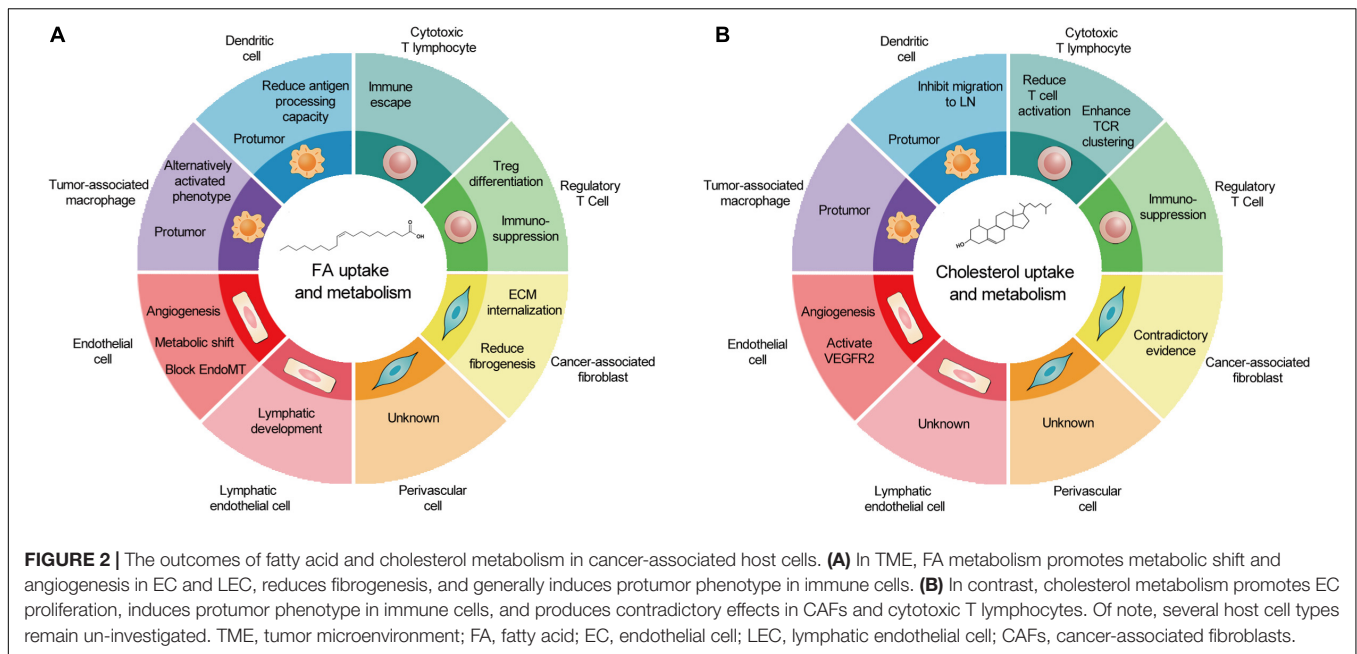 A
Dendritic
cell
Cytotoxic
T lymphocyte
Reduce antigen
processing
capacity
Protumor
Immune
escape
Alternatively
activated
phenotype
Protumor
Tumor-associated
macrophage
Treg
differentiation
Immuno-
suppression
Regulatory
T Cell
O
OH
FA uptake
and metabolism
Angiogenesis
Metabolic shift
Block EndoMT
Endothelial
cell
ECM
internalization
Reduce
fibrogenesis
Cancer-associated
fibroblast
Lymphatic
development
Unknown
Lymphatic
endothelial cell
Perivascular
cell
B
Dendritic
cell
Cytotoxic
T lymphocyte
Inhibit migration
to LN
Protumor
Reduce
T cell
activation
Enhance
TCR
clustering
Tumor-associated
macrophage
Protumor
Immuno-
suppression
Regulatory
T Cell
HO
Cholesterol uptake
and metabolism
Angiogenesis
Activate
VEGFR2
Endothelial
cell
Contradictory
evidence
Cancer-associated
fibroblast
Unknown
Unknown
Lymphatic
endothelial cell
Perivascular
cell
FIGURE 2 | The outcomes of fatty acid and cholesterol metabolism in cancer-associated host cells. (A) In TME, FA metabolism promotes metabolic shift and
angiogenesis in EC and LEC, reduces fibrogenesis, and generally induces protumor phenotype in immune cells. (B) In contrast, cholesterol metabolism promotes EC
proliferation, induces protumor phenotype in immune cells, and produces contradictory effects in CAFs and cytotoxic T lymphocytes. Of note, several host cell types
remain un-investigated. TME, tumor microenvironment; FA, fatty acid; EC, endothelial cell; LEC, lymphatic endothelial cell; CAFs, cancer-associated fibroblasts.